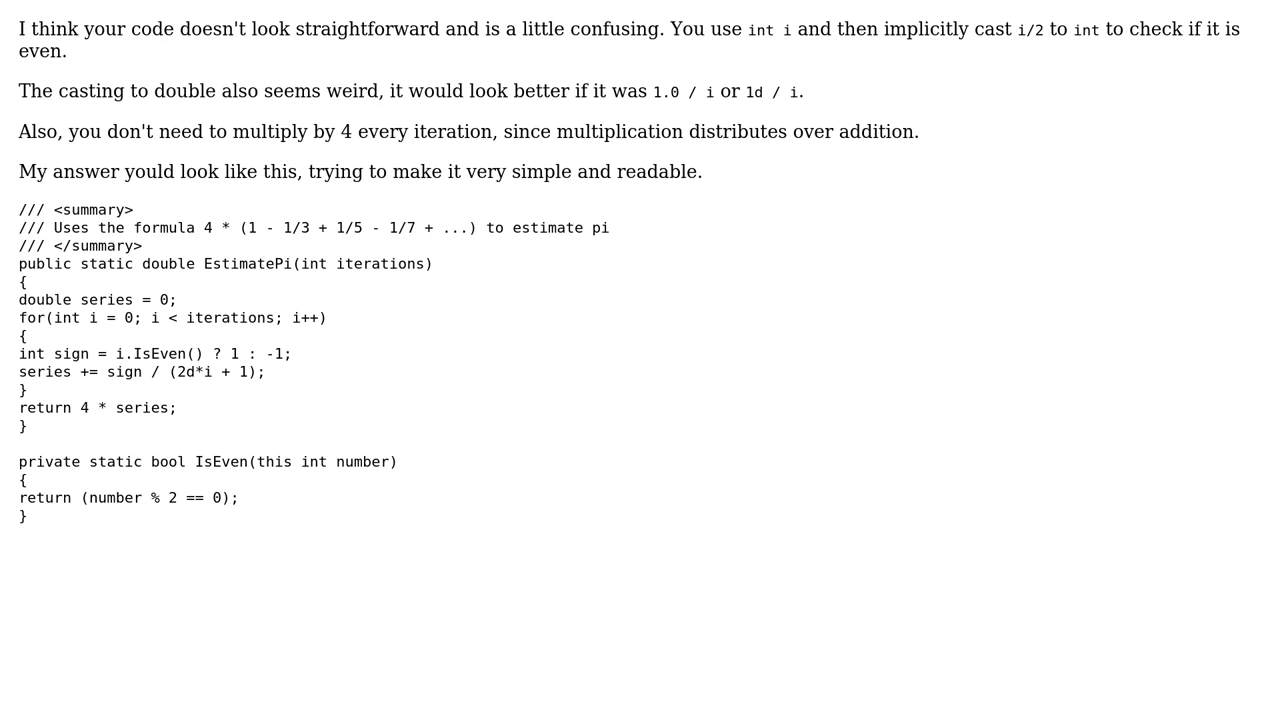 I think your code doesn't look straightforward and is a little confusing. You use int i and then implicitly cast i/2 to int to check if it is
even.
The casting to double also seems weird, it would look better if it was 1.0 / i or 1d / i.
Also, you don't need to multiply by 4 every iteration, since multiplication distributes over addition.
My answer yould look like this, trying to make it very simple and readable.
/// <summary>
/// Uses the formula 4 * (1 - 1/3 + 1/5 - 1/7 + ...) to estimate pi
/// </summary>
public static double EstimatePi(int iterations)
{
double series = 0;
for(int i = 0; i < iterations; i++)
{
int sign = i.IsEven() ? 1 : -1;
series += sign / (2d*i + 1);
}
return 4 * series;
}
private static bool IsEven(this int number)
{
return (number % 2 == 0);
}